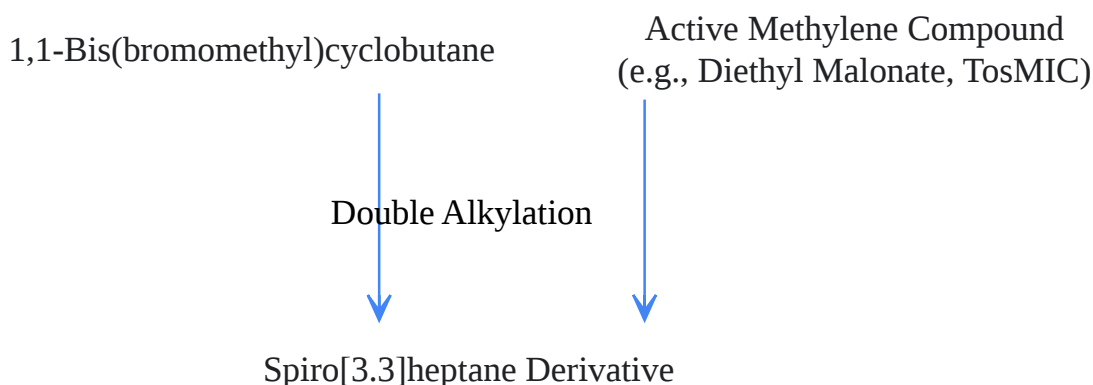 1,1-Bis(bromomethyl)cyclobutane
Active Methylene Compound
(e.g., Diethyl Malonate, TosMIC)
Double Alkylation
Spiro[3.3]heptane Derivative